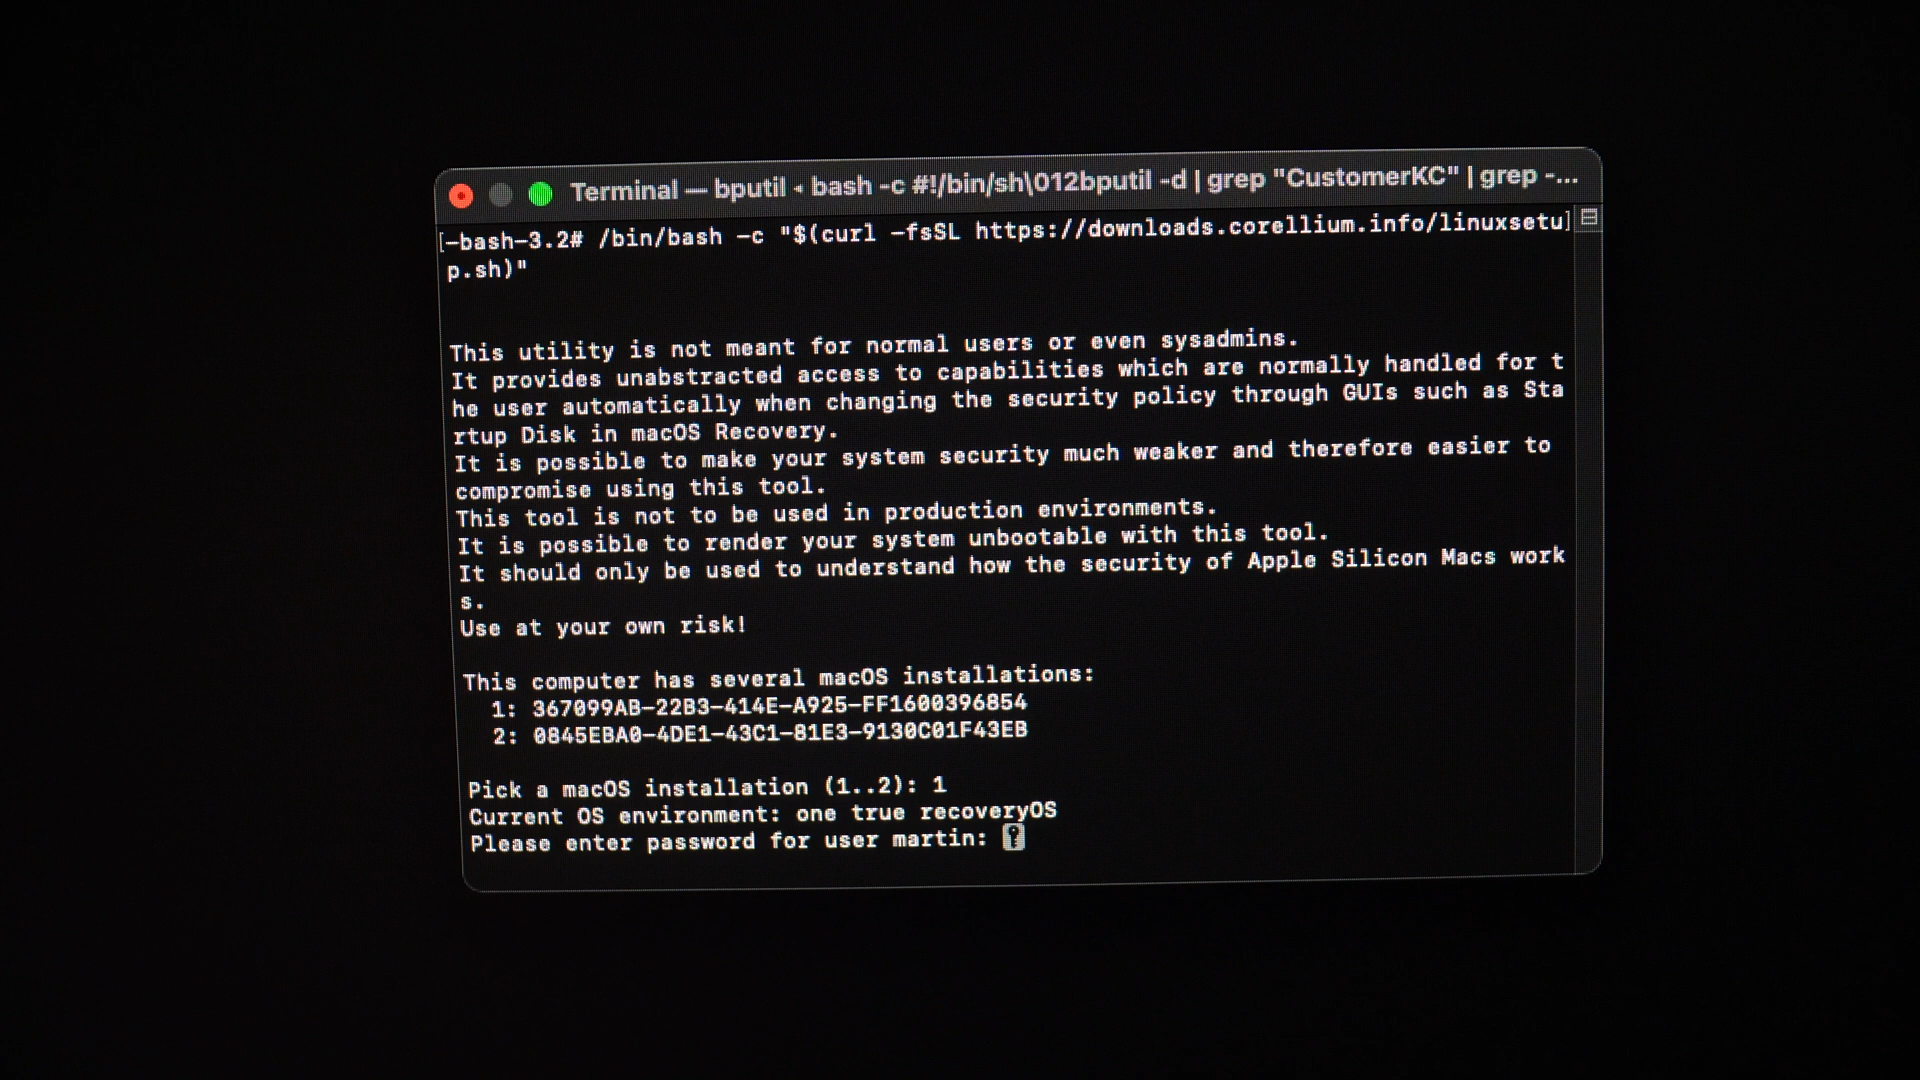 Terminal — bputil ◂ bash -c #!/bin/sh\012bputil -d | grep "CustomerKC" | grep -...
[-bash-3.2# /bin/bash -c "$(curl -fsSL https://downloads.corellium.info/linuxsetu]
p.sh)"
This utility is not meant for normal users or even sysadmins.
It provides unabstracted access to capabilities which are normally handled for t
he user automatically when changing the security policy through GUIs such as Sta
rtup Disk in macOS Recovery.
It is possible to make your system security much weaker and therefore easier to
compromise using this tool.
This tool is not to be used in production environments.
It is possible to render your system unbootable with this tool.
It should only be used to understand how the security of Apple Silicon Macs work
s.
Use at your own risk!
This computer has several macOS installations:
1: 367099AB-22B3-414E-A925-FF1600396854
2: 0845EBA0-4DE1-43C1-81E3-9130C01F43EB
Pick a macOS installation (1..2): 1
Current OS environment: one true recoveryOS
Please enter password for user martin: